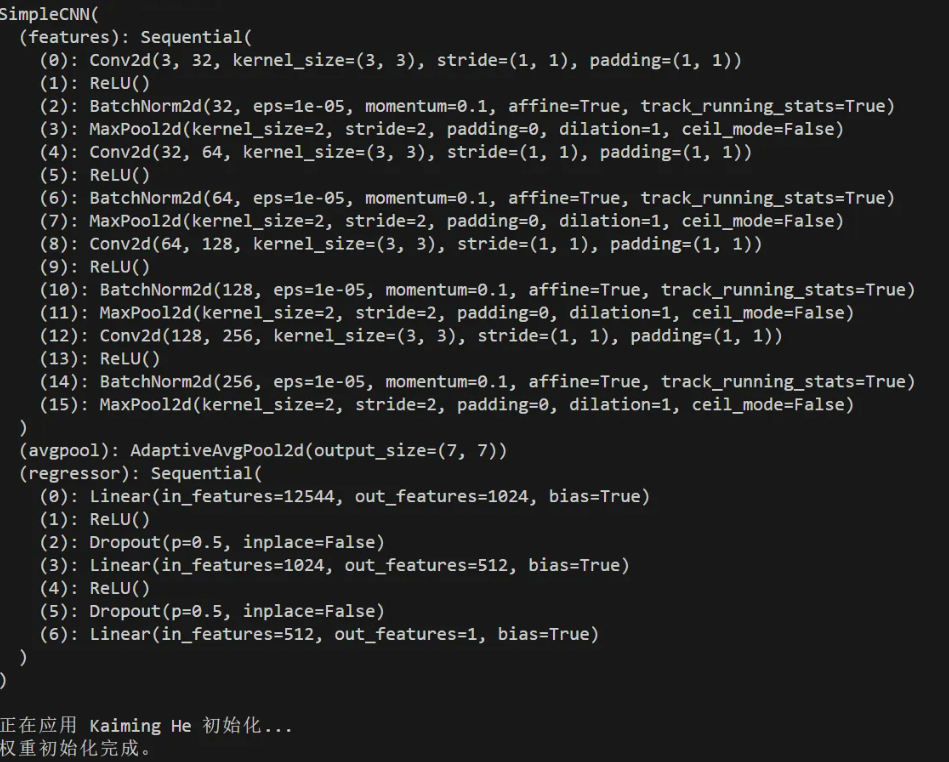 SimpleCNN(
  (features): Sequential(
    (0): Conv2d(3, 32, kernel_size=(3, 3), stride=(1, 1), padding=(1, 1))
    (1): ReLU()
    (2): BatchNorm2d(32, eps=1e-05, momentum=0.1, affine=True, track_running_stats=True)
    (3): MaxPool2d(kernel_size=2, stride=2, padding=0, dilation=1, ceil_mode=False)
    (4): Conv2d(32, 64, kernel_size=(3, 3), stride=(1, 1), padding=(1, 1))
    (5): ReLU()
    (6): BatchNorm2d(64, eps=1e-05, momentum=0.1, affine=True, track_running_stats=True)
    (7): MaxPool2d(kernel_size=2, stride=2, padding=0, dilation=1, ceil_mode=False)
    (8): Conv2d(64, 128, kernel_size=(3, 3), stride=(1, 1), padding=(1, 1))
    (9): ReLU()
    (10): BatchNorm2d(128, eps=1e-05, momentum=0.1, affine=True, track_running_stats=True)
    (11): MaxPool2d(kernel_size=2, stride=2, padding=0, dilation=1, ceil_mode=False)
    (12): Conv2d(128, 256, kernel_size=(3, 3), stride=(1, 1), padding=(1, 1))
    (13): ReLU()
    (14): BatchNorm2d(256, eps=1e-05, momentum=0.1, affine=True, track_running_stats=True)
    (15): MaxPool2d(kernel_size=2, stride=2, padding=0, dilation=1, ceil_mode=False)
  )
  (avgpool): AdaptiveAvgPool2d(output_size=(7, 7))
  (regressor): Sequential(
    (0): Linear(in_features=12544, out_features=1024, bias=True)
    (1): ReLU()
    (2): Dropout(p=0.5, inplace=False)
    (3): Linear(in_features=1024, out_features=512, bias=True)
    (4): ReLU()
    (5): Dropout(p=0.5, inplace=False)
    (6): Linear(in_features=512, out_features=1, bias=True)
  )
)
正在应用 Kaiming He 初始化...
权重初始化完成。